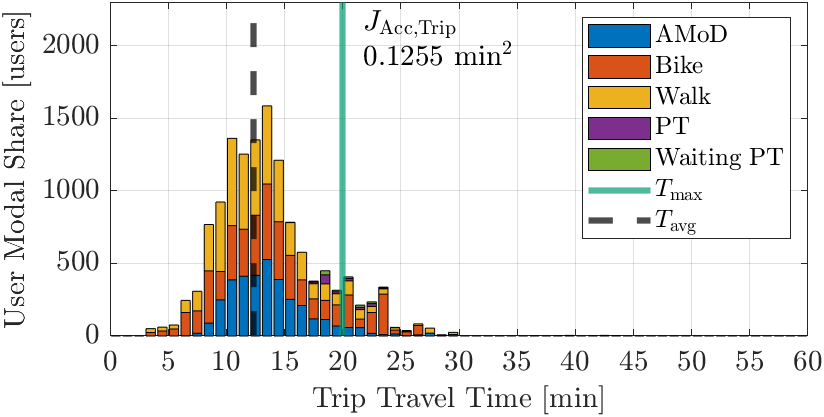 J_Acc,Trip
0.1255 min²
AMoD
Bike
Walk
PT
Waiting PT
T_max
T_avg
User Modal Share [users]
2000
1500
1000
500
0
0 5 10 15 20 25 30 35 40 45 50 55 60
Trip Travel Time [min]